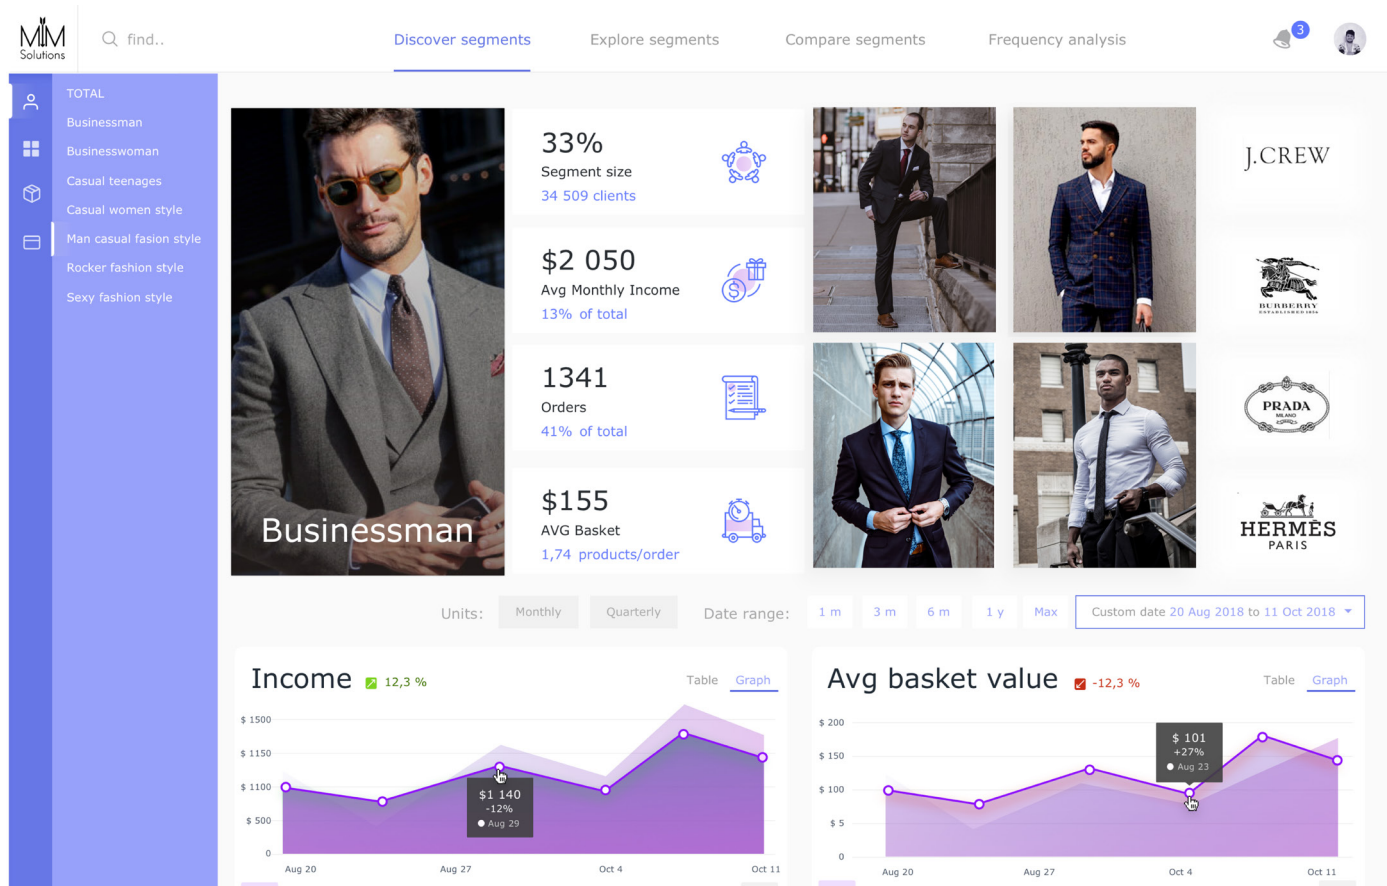 MM
Solutions
find..
Discover segments
Explore segments
Compare segments
Frequency analysis
3
TOTAL
Businessman
Businesswoman
Casual teenages
Casual women style
Man casual fasion style
Rocker fashion style
Sexy fashion style
Businessman
33%
Segment size
34 509 clients
$2 050
Avg Monthly Income
13% of total
1341
Orders
41% of total
$155
AVG Basket
1,74 products/order
J.CREW
BURBERRY
ESTABLISHED 1856
PRADA
MILANO
HERMÈS
PARIS
Units:
Monthly
Quarterly
Date range:
1 m
3 m
6 m
1 y
Max
Custom date 20 Aug 2018 to 11 Oct 2018
Income
12,3 %
Table
Graph
$ 1500
$ 1150
$ 1100
$ 500
0
$1 140
-12%
Aug 29
Aug 20
Aug 27
Oct 4
Oct 11
Avg basket value
-12,3 %
Table
Graph
$ 200
$ 150
$ 100
$ 5
0
$ 101
+27%
Aug 23
Aug 20
Aug 27
Oct 4
Oct 11